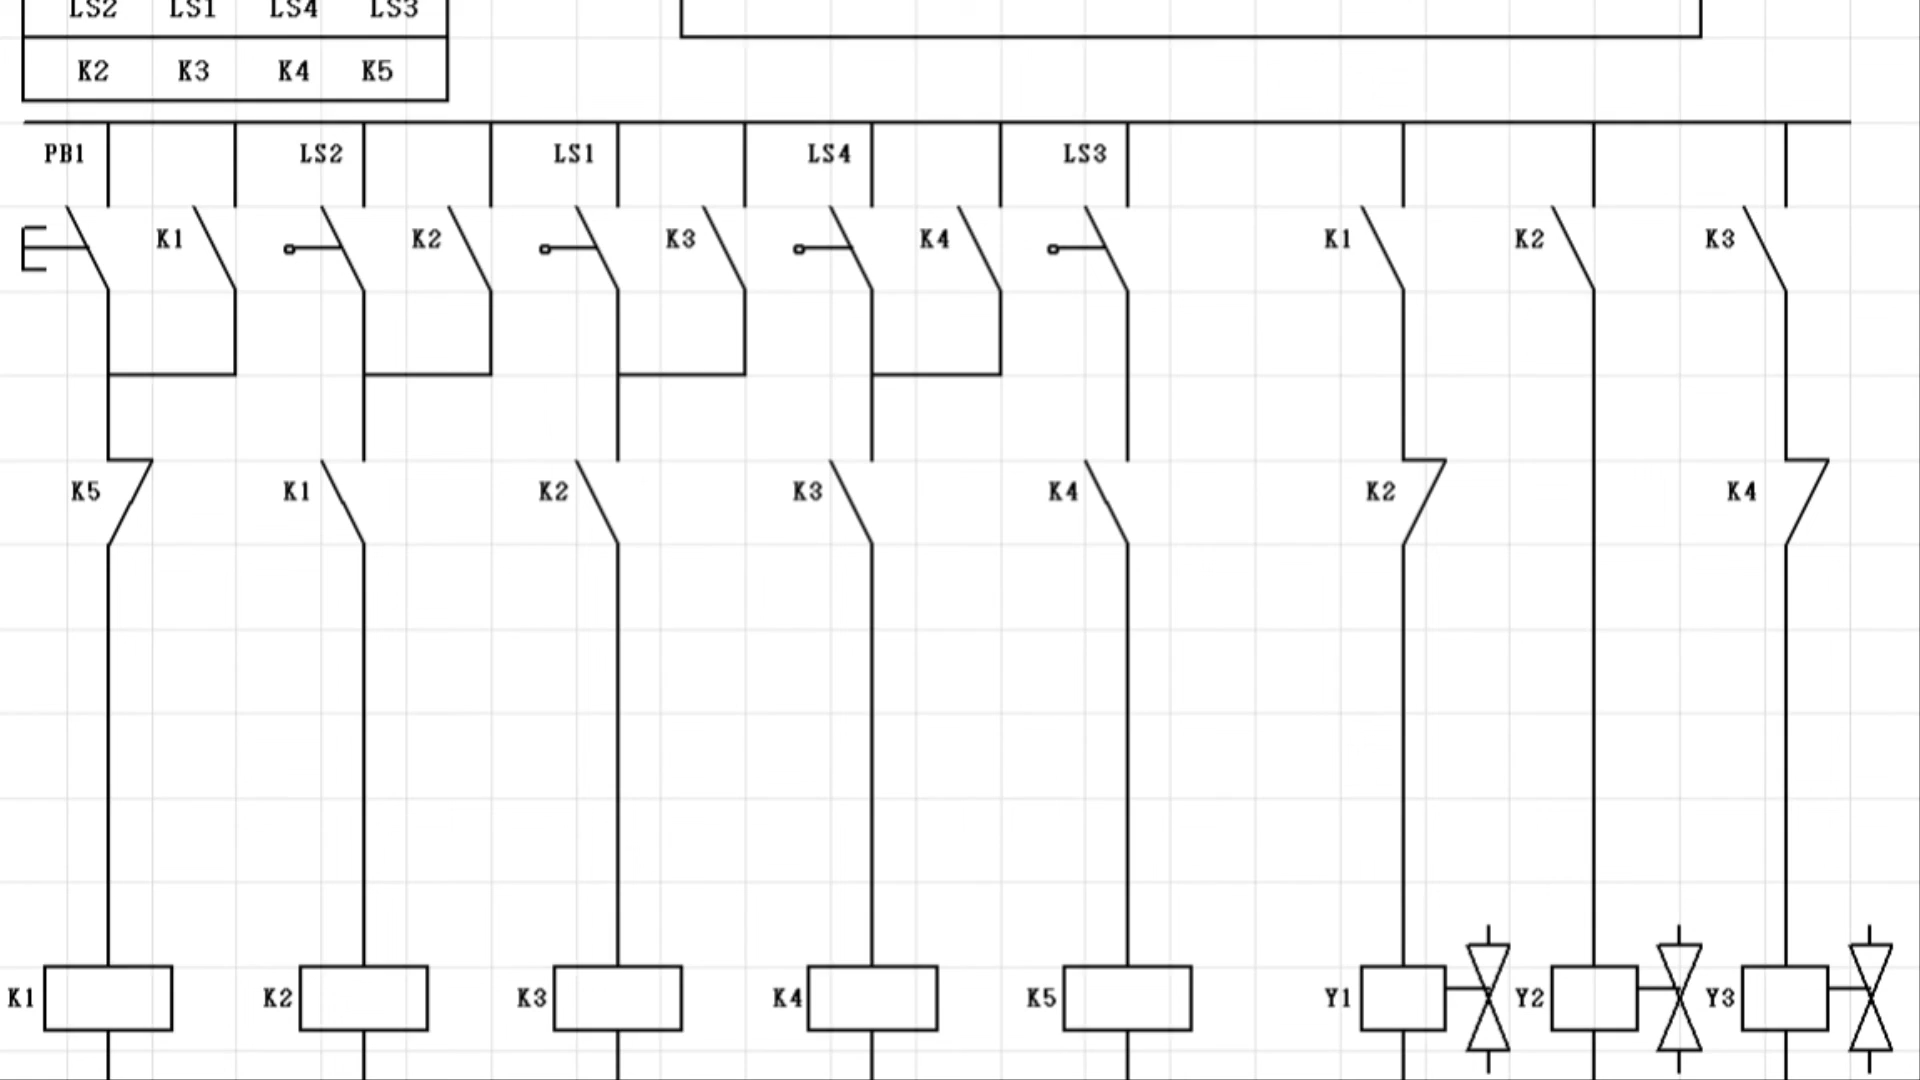 LS2 LS1 LS4 LS3
K2 K3 K4 K5
PB1 LS2 LS1 LS4 LS3
K1 K2 K3 K4 K1 K2 K3
K5 K1 K2 K3 K4 K2 K4
K1 K2 K3 K4 K5 Y1 Y2 Y3